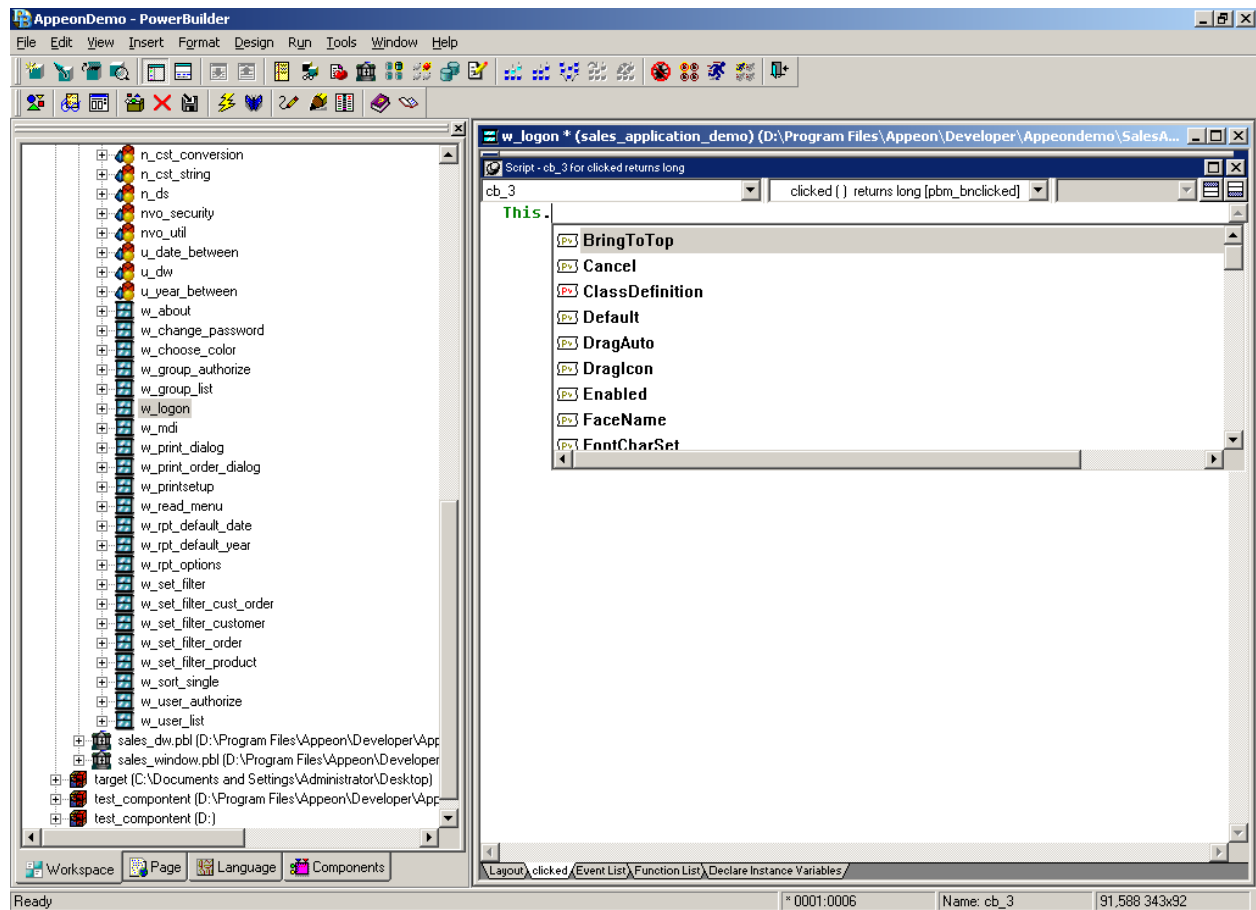 AppeonDemo - PowerBuilder
File Edit View Insert Format Design Run Tools Window Help
n_cst_conversion
n_cst_string
n_ds
nvo_security
nvo_util
u_date_between
u_dw
u_year_between
w_about
w_change_password
w_choose_color
w_group_authorize
w_group_list
w_logon
w_mdi
w_print_dialog
w_print_order_dialog
w_printsetup
w_read_menu
w_rpt_default_date
w_rpt_default_year
w_rpt_options
w_set_filter
w_set_filter_cust_order
w_set_filter_customer
w_set_filter_order
w_set_filter_product
w_sort_single
w_user_authorize
w_user_list
sales_dw.pbl (D:\Program Files\Appeon\Developer\App
sales_window.pbl (D:\Program Files\Appeon\Developer
target (C:\Documents and Settings\Administrator\Desktop)
test_compontent (D:\Program Files\Appeon\Developer\App
test_compontent (D:)
Workspace Page Language Components
w_logon * (sales_application_demo) (D:\Program Files\Appeon\Developer\Appeondemo\SalesA...
Script - cb_3 for clicked returns long
cb_3 clicked ( ) returns long [pbm_bnclicked]
This.
BringToTop
Cancel
ClassDefinition
Default
DragAuto
DragIcon
Enabled
FaceName
FontCharSet
Layout clicked Event List Function List Declare Instance Variables
Ready * 0001:0006 Name: cb_3 91,588 343x92